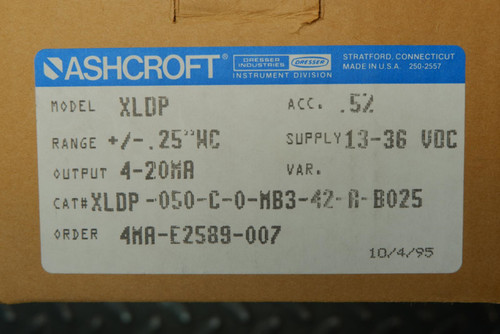 ASHCROFT® DRESSER INDUSTRIES DRESSER INSTRUMENT DIVISION STRATFORD, CONNECTICUT MADE IN U.S.A. 250-2557
MODEL XLDP ACC. .5%
RANGE +/-.25"WC SUPPLY 13-36 VDC
OUTPUT 4-20MA VAR.
CAT# XLDP-050-C-0-MB3-42-R-B025
ORDER 4MA-E2589-007
10/4/95